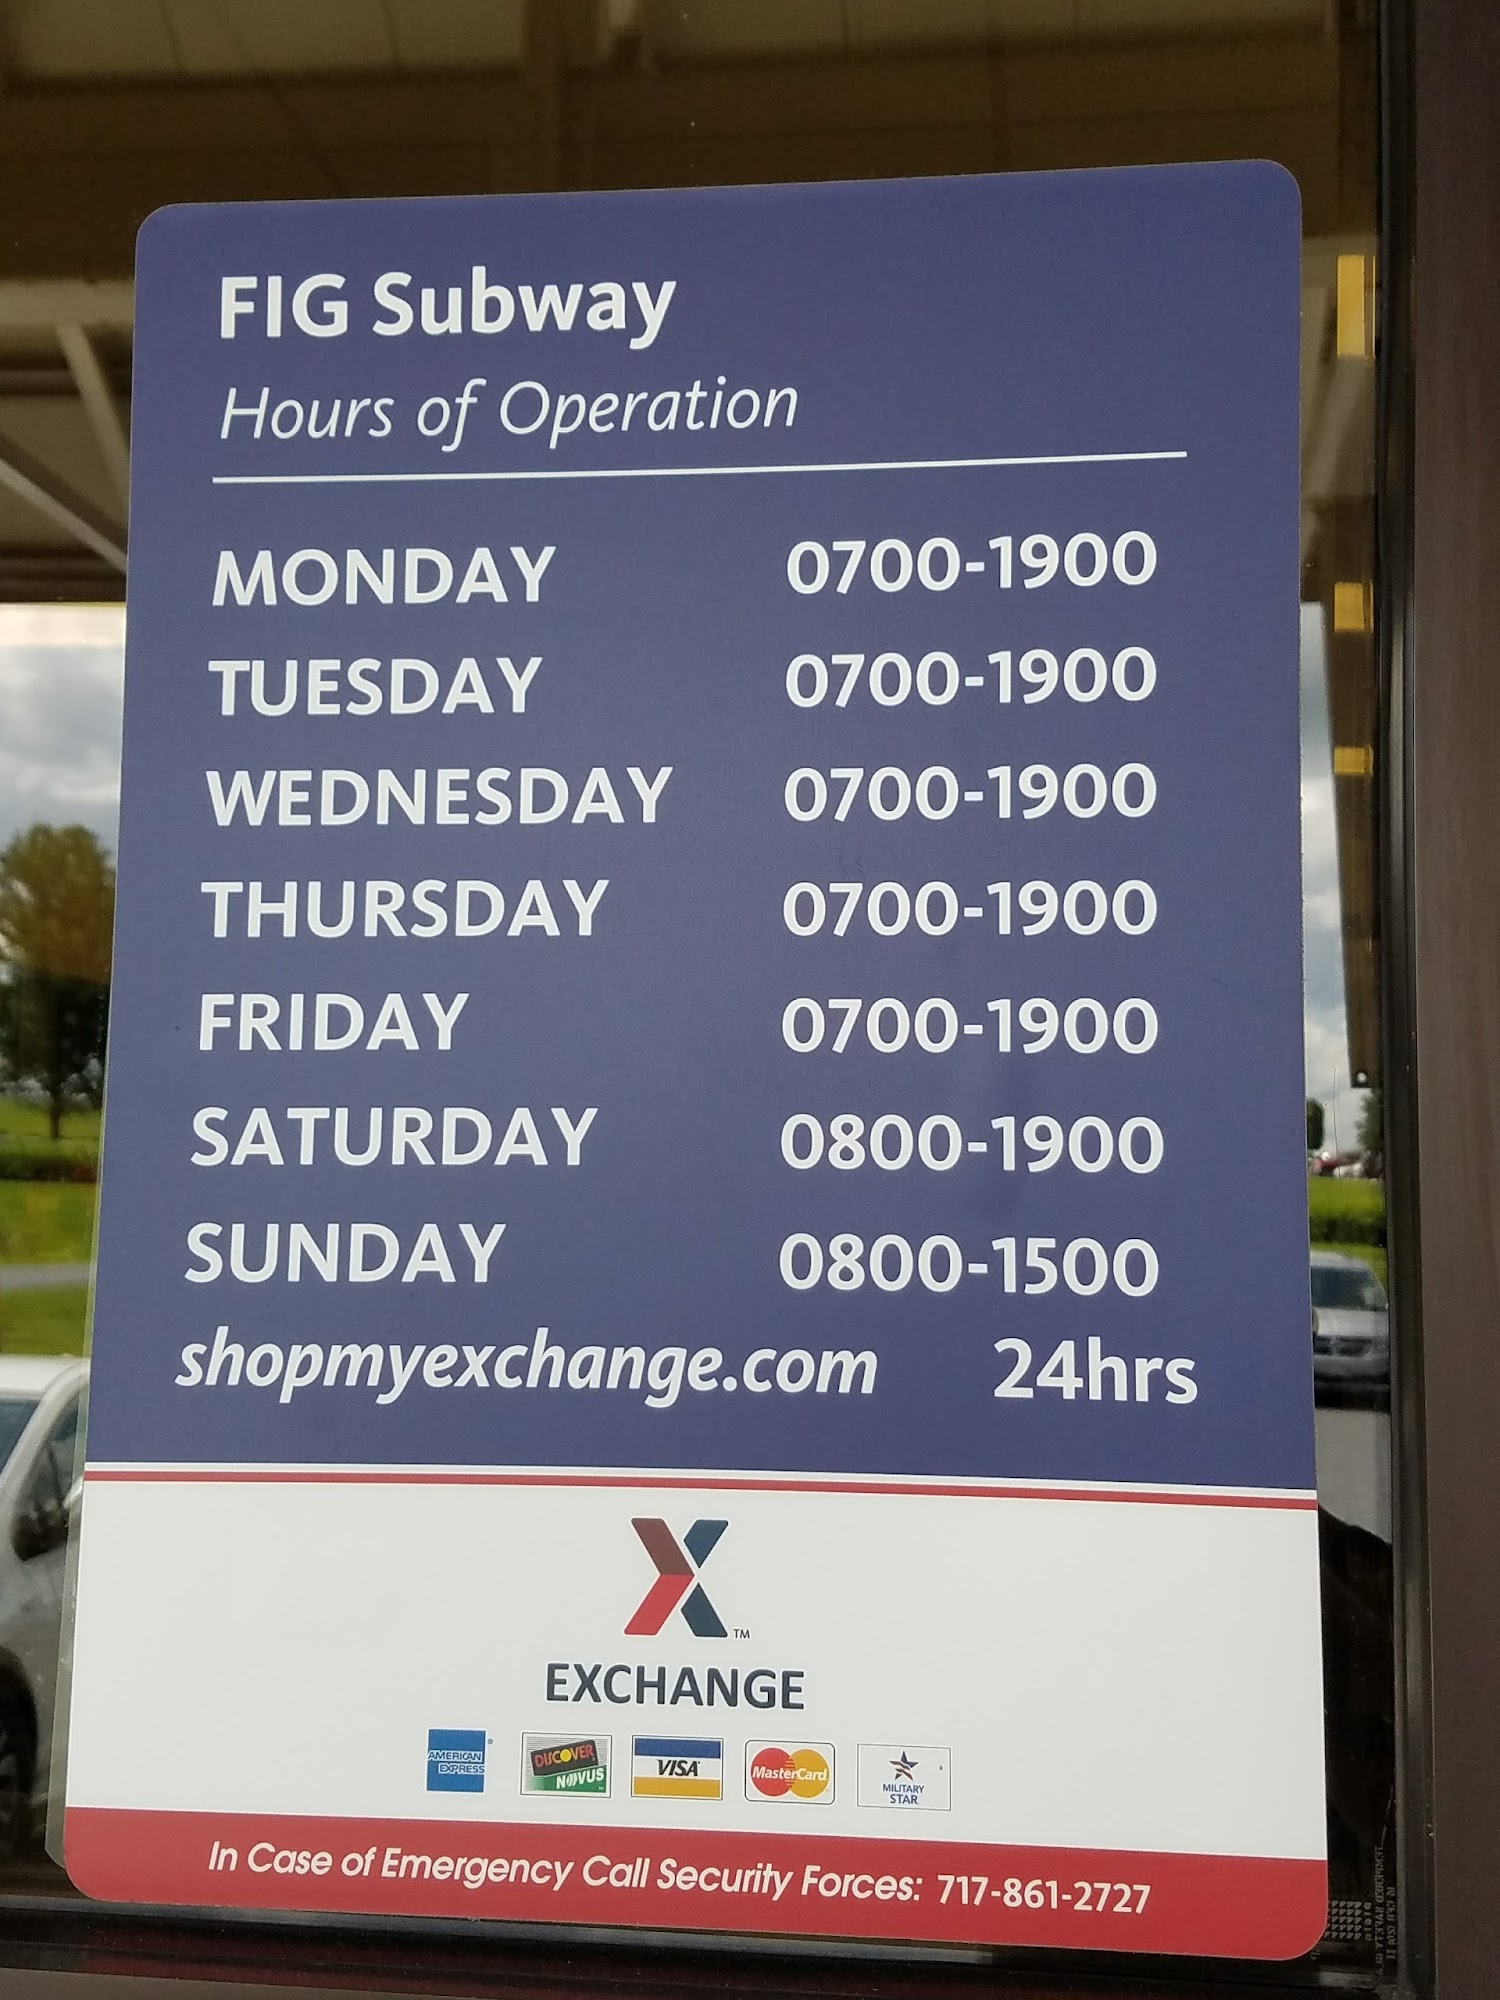 FIG Subway
Hours of Operation
MONDAY 0700-1900
TUESDAY 0700-1900
WEDNESDAY 0700-1900
THURSDAY 0700-1900
FRIDAY 0700-1900
SATURDAY 0800-1900
SUNDAY 0800-1500
shopmyexchange.com 24hrs
X™
EXCHANGE
AMERICAN EXPRESS
DISCOVER NOVUS
VISA
MasterCard
MILITARY STAR
In Case of Emergency Call Security Forces: 717-861-2727